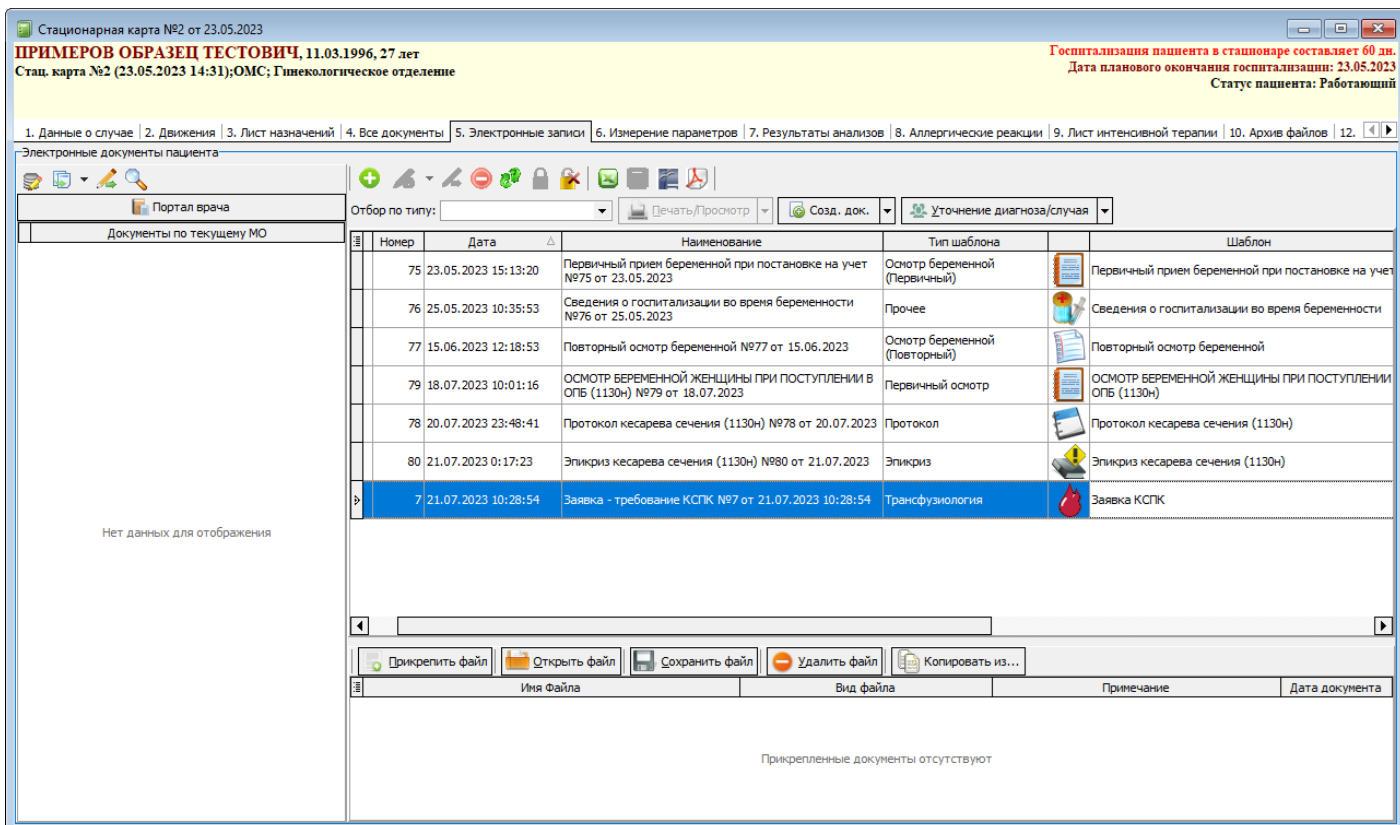 Стационарная карта №2 от 23.05.2023
ПРИМЕРОВ ОБРАЗЕЦ ТЕСТОВИЧ, 11.03.1996, 27 лет
Стац. карта №2 (23.05.2023 14:31);ОМС; Гинекологическое отделение
Госпитализация пациента в стационаре составляет 60 дн.
Дата планового окончания госпитализации: 23.05.2023
Статус пациента: Работающий
1. Данные о случае 2. Движения 3. Лист назначений 4. Все документы 5. Электронные записи 6. Измерение параметров 7. Результаты анализов 8. Аллергические реакции 9. Лист интенсивной терапии 10. Архив файлов 12.
Электронные документы пациента
Портал врача
Документы по текущему МО
Нет данных для отображения
Отбор по типу: Печать/Просмотр Созд. док. Уточнение диагноза/случая
Номер Дата Наименование Тип шаблона Шаблон
75 23.05.2023 15:13:20 Первичный прием беременной при постановке на учет Осмотр беременной Первичный прием беременной при постановке на учет
№75 от 23.05.2023 (Первичный)
76 25.05.2023 10:35:53 Сведения о госпитализации во время беременности Прочее Сведения о госпитализации во время беременности
№76 от 25.05.2023
77 15.06.2023 12:18:53 Повторный осмотр беременной №77 от 15.06.2023 Осмотр беременной Повторный осмотр беременной
(Повторный)
79 18.07.2023 10:01:16 ОСМОТР БЕРЕМЕННОЙ ЖЕНЩИНЫ ПРИ ПОСТУПЛЕНИИ В Первичный осмотр ОСМОТР БЕРЕМЕННОЙ ЖЕНЩИНЫ ПРИ ПОСТУПЛЕНИИ
ОПБ (1130н) №79 от 18.07.2023 ОПБ (1130н)
78 20.07.2023 23:48:41 Протокол кесарева сечения (1130н) №78 от 20.07.2023 Протокол Протокол кесарева сечения (1130н)
80 21.07.2023 0:17:23 Эпикриз кесарева сечения (1130н) №80 от 21.07.2023 Эпикриз Эпикриз кесарева сечения (1130н)
7 21.07.2023 10:28:54 Заявка - требование КСПК №7 от 21.07.2023 10:28:54 Трансфузиология Заявка КСПК
Прикрепить файл Открыть файл Сохранить файл Удалить файл Копировать из...
Имя Файла Вид файла Примечание Дата документа
Прикрепленные документы отсутствуют